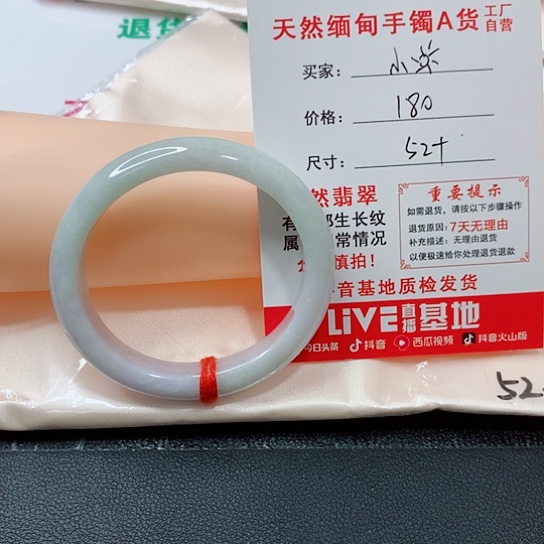 退货
天然缅甸手镯A货 工厂自营
买家：
价格：180
尺寸：52+
然翡翠
有 部生长纹
属 常情况
慎拍！
重要提示
如需退货，请按以下步骤操作
退货原因：7天无理由
补充描述：无理由退货
以便极速给你处理退货退款
音基地质检发货
LiVE 直播 基地
今日头条 抖音 西瓜视频 抖音火山版
52